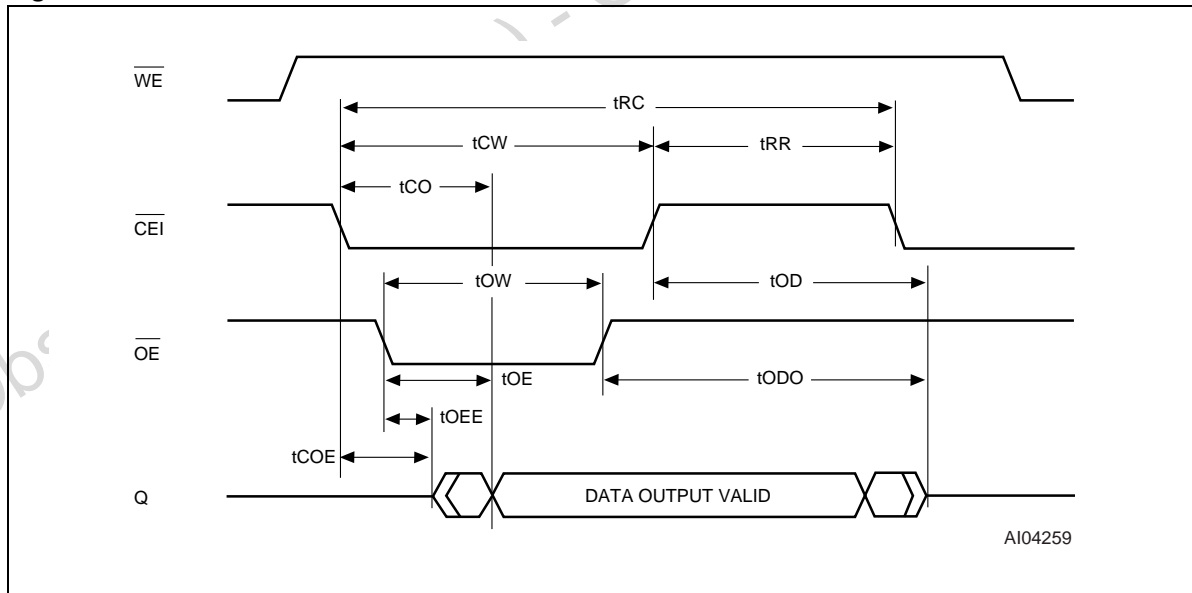 WE
tRC
tCW
tRR
tCO
CEI
tOW
tOD
OE
tOE
tODO
tOEE
tCOE
Q
DATA OUTPUT VALID
AI04259